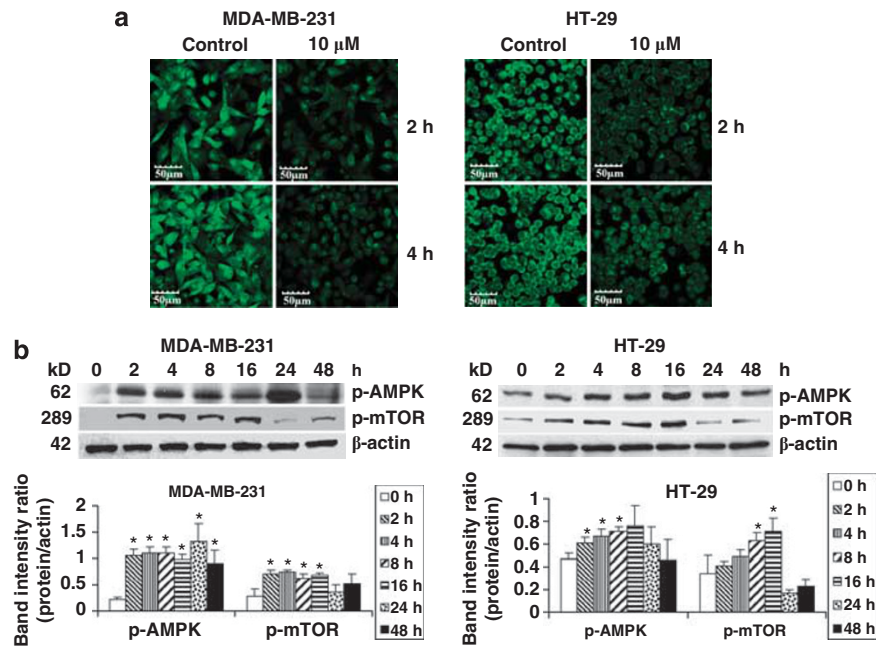 a
MDA-MB-231
HT-29
Control 10 μM
Control 10 μM
50μm 50μm 2 h
50μm 50μm 2 h
50μm 50μm 4 h
50μm 50μm 4 h
b
MDA-MB-231
kD 0 2 4 8 16 24 48 h
62 p-AMPK
289 p-mTOR
42 β-actin
HT-29
kD 0 2 4 8 16 24 48 h
62 p-AMPK
289 p-mTOR
42 β-actin
MDA-MB-231
Band intensity ratio
(protein/actin)
2
1.5
1
0.5
0
* * * * * *
* * * *
p-AMPK p-mTOR
0 h
2 h
4 h
8 h
16 h
24 h
48 h
HT-29
Band intensity ratio
(protein/actin)
1
0.8
0.6
0.4
0.2
0
* * *
* *
p-AMPK p-mTOR
0 h
2 h
4 h
8 h
16 h
24 h
48 h